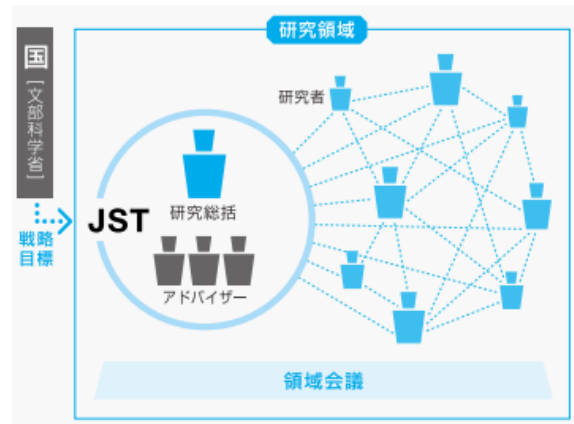 研究領域
国
[文部科学省]
研究者
JST
研究総括
戦略
目標
アドバイザー
領域会議